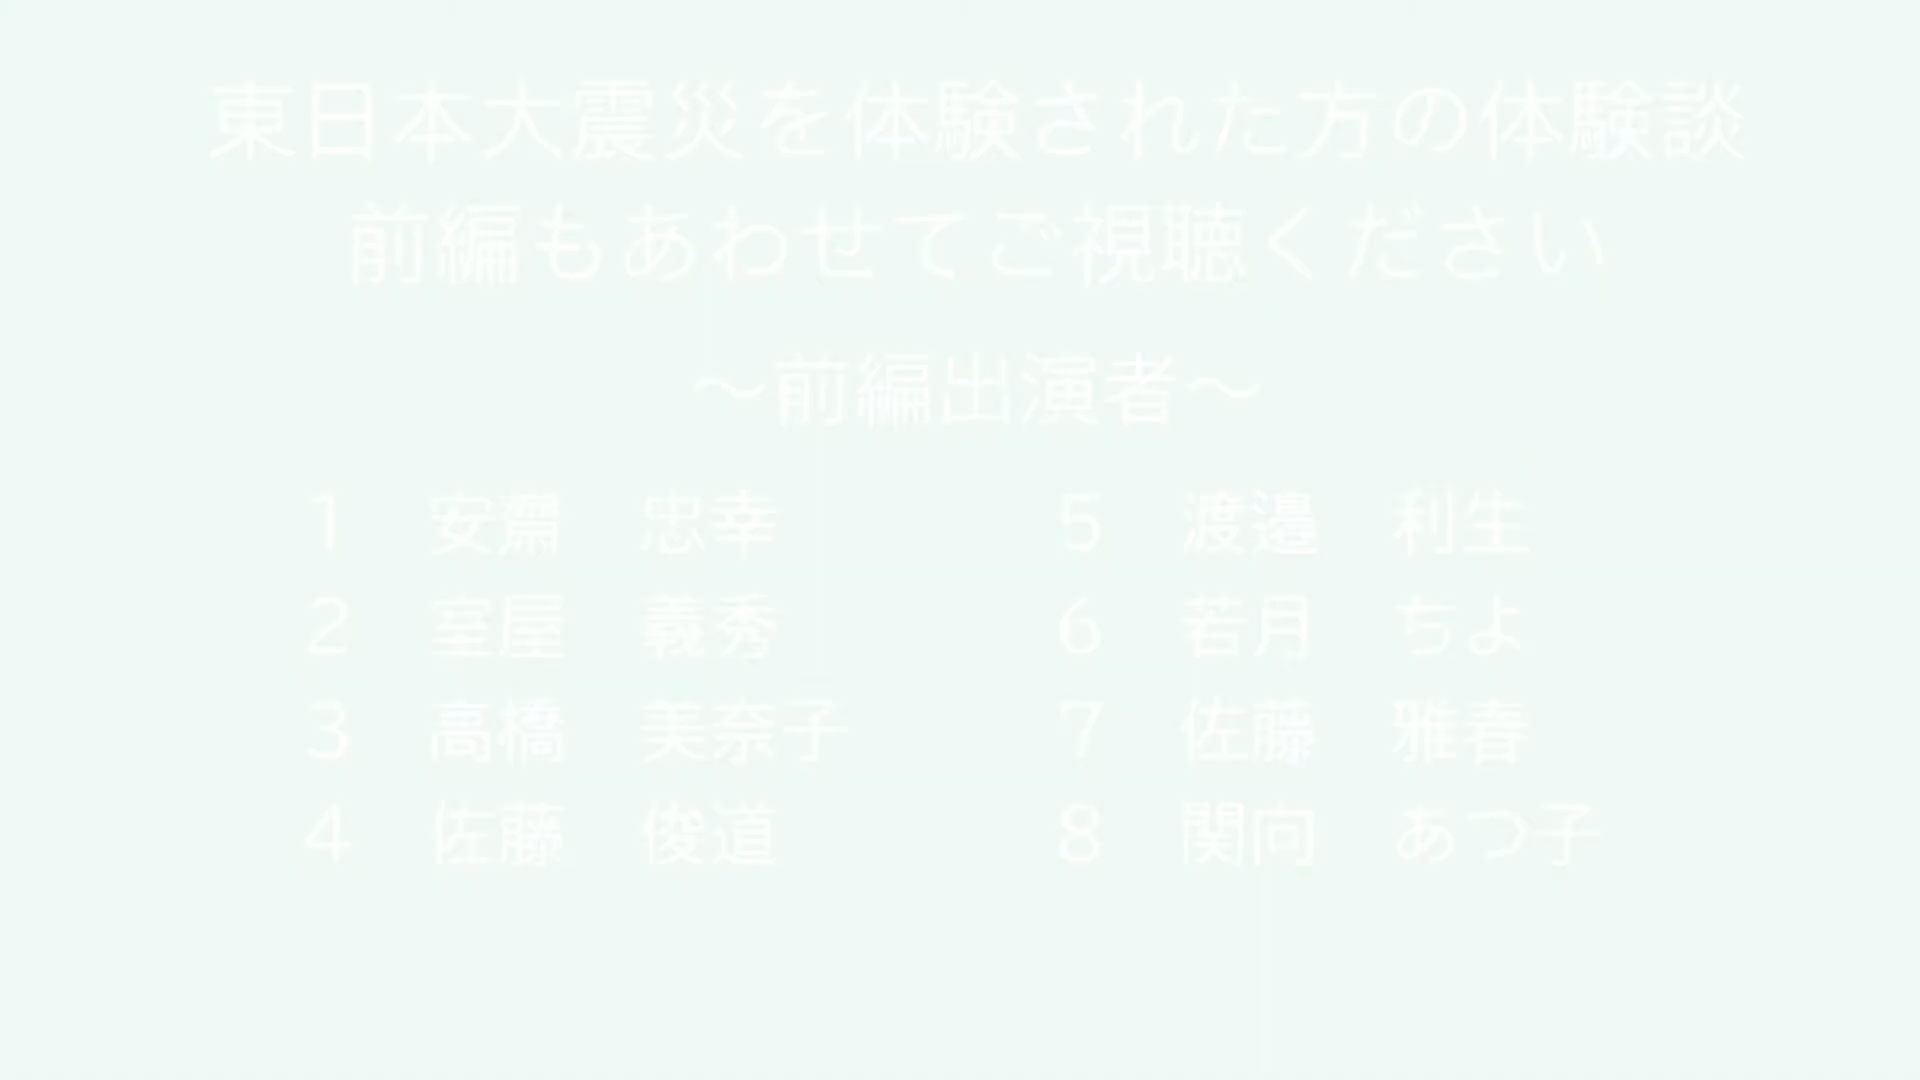 東日本大震災を体験された方の体験談
前編もあわせてご視聴ください
～前編出演者～
1　安齋　忠幸
2　室屋　義秀
3　高橋　美奈子
4　佐藤　俊道
5　渡邉　利生
6　若月　ちよ
7　佐藤　雅春
8　関向　あつ子